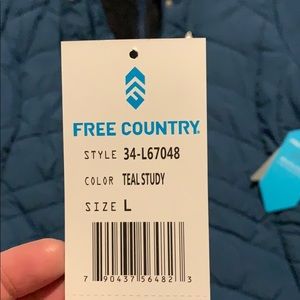 FREE COUNTRY®
STYLE 34-L67048
COLOR TEAL STUDY
SIZE L
7 90437 56482 3